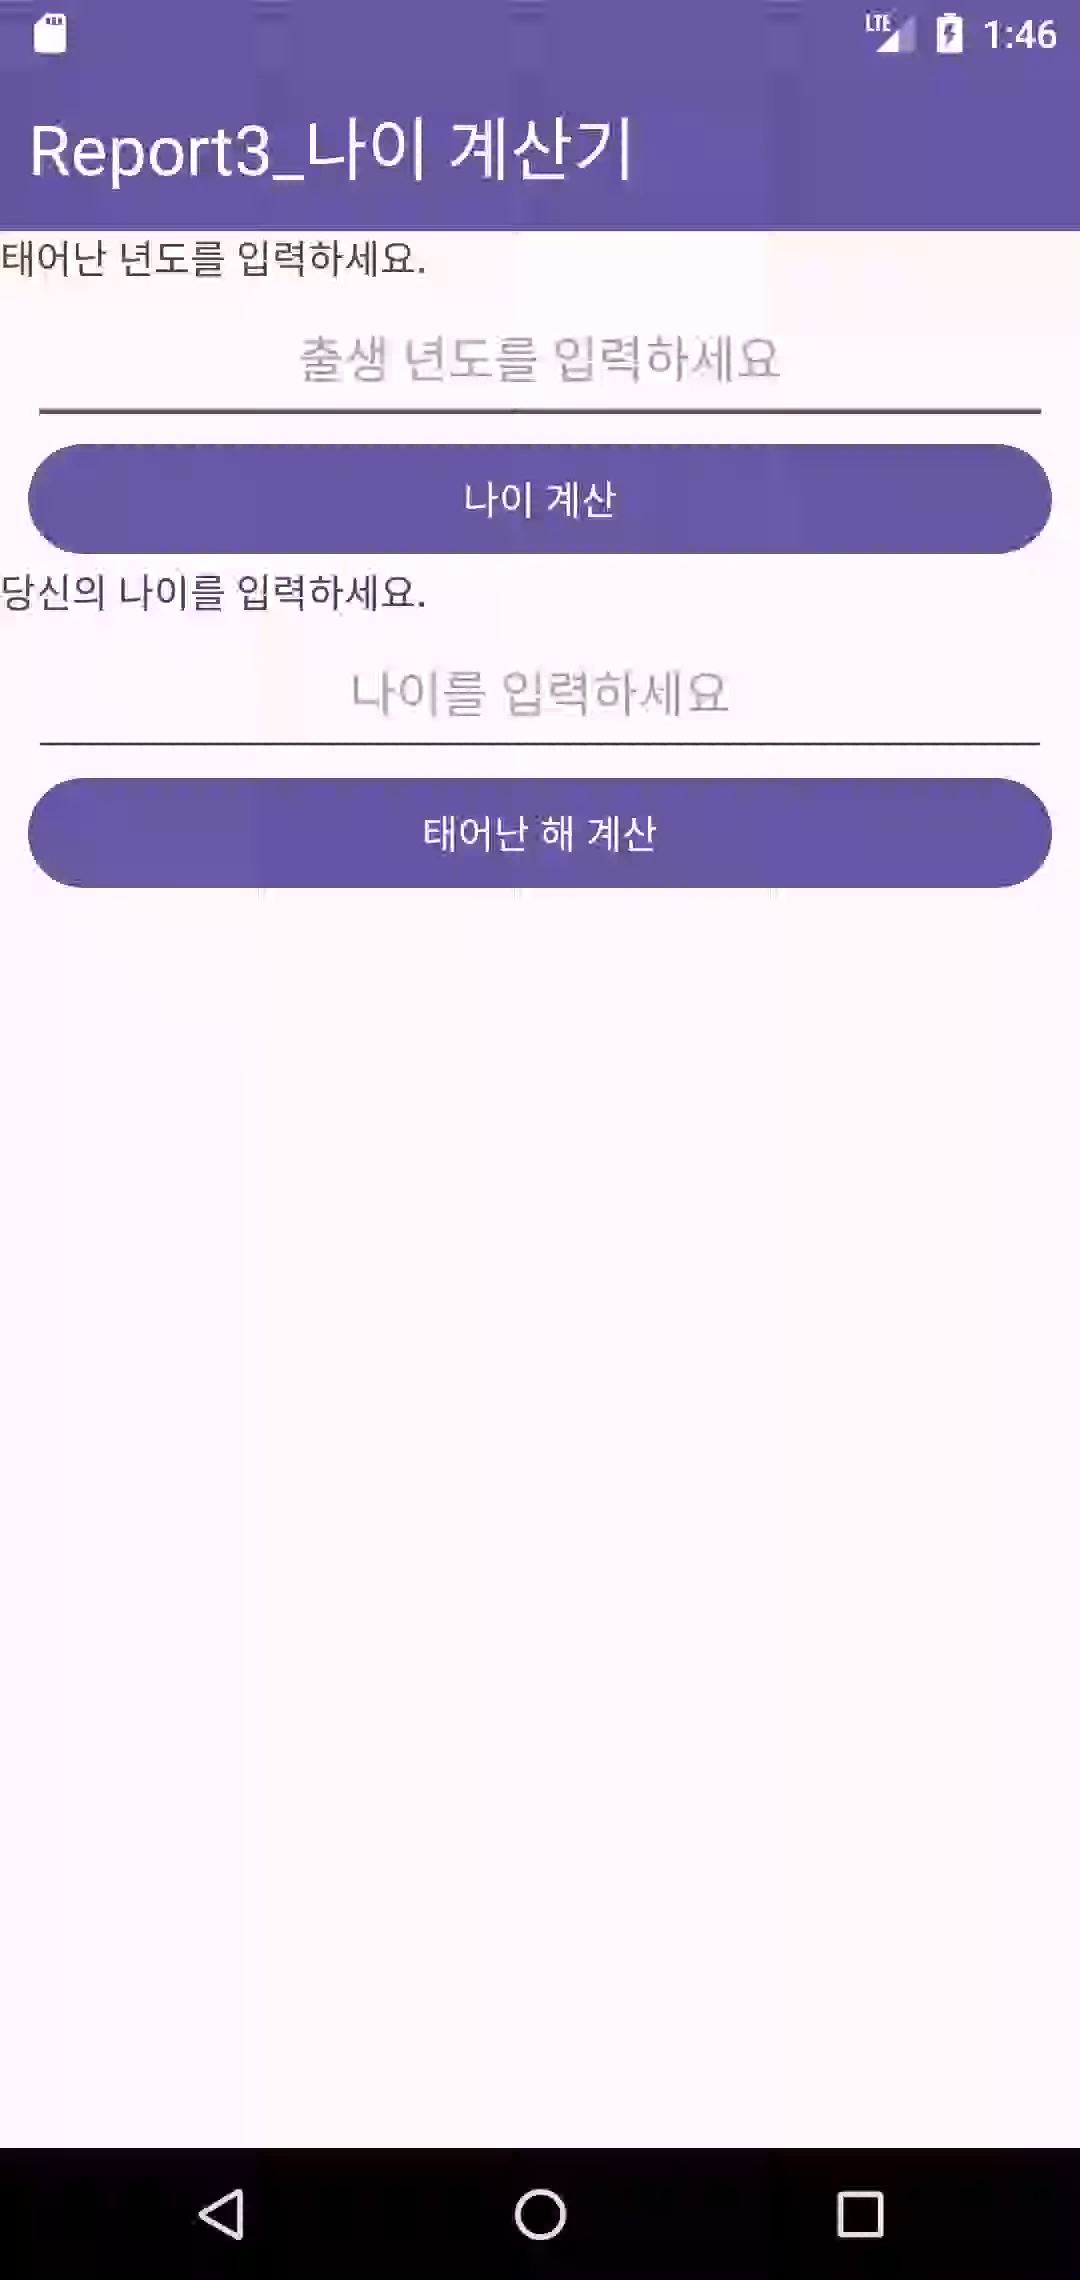 LTE 1:46
Report3_나이 계산기
태어난 년도를 입력하세요.
출생 년도를 입력하세요
나이 계산
당신의 나이를 입력하세요.
나이를 입력하세요
태어난 해 계산